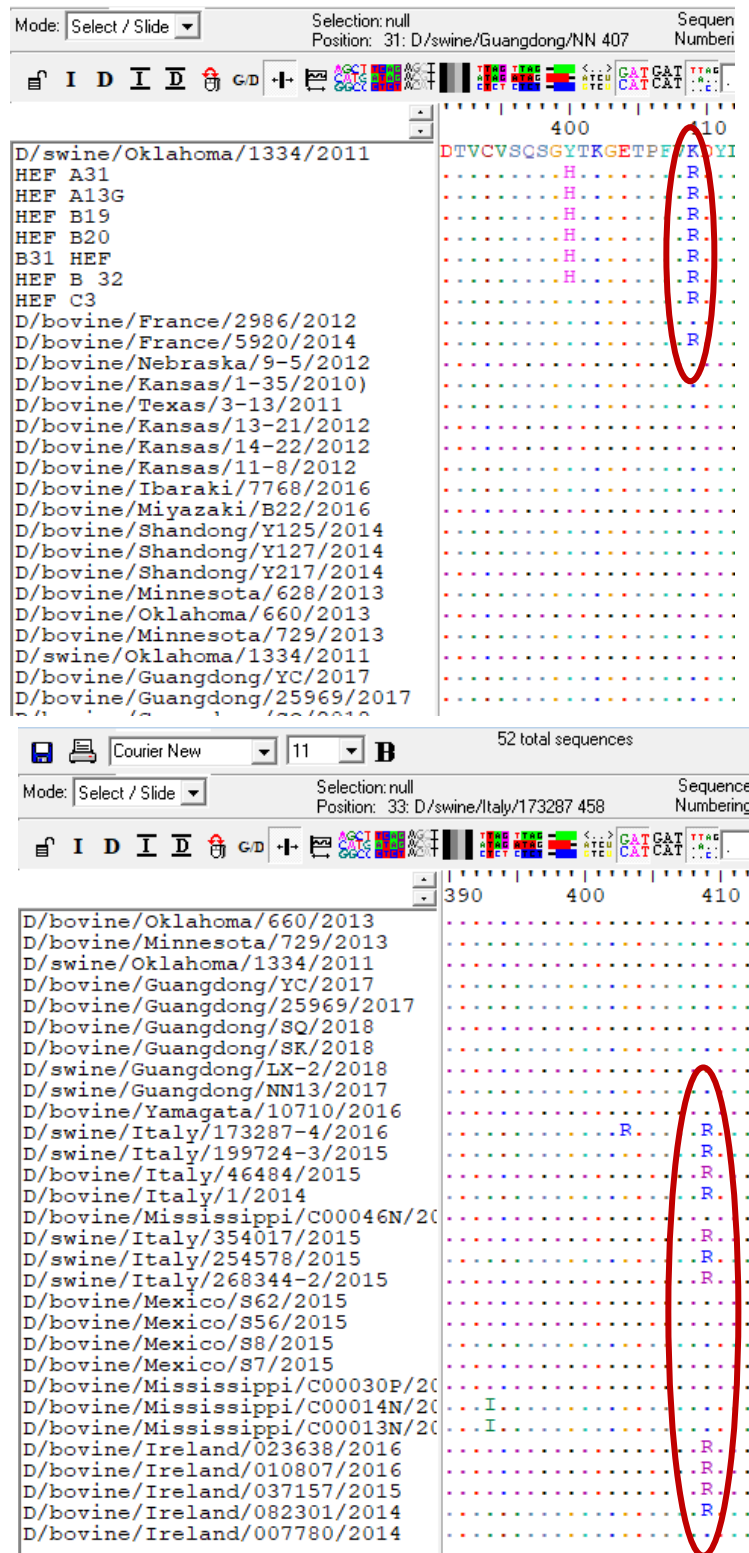 Mode: Select / Slide
Selection: null
Position: 31: D/swine/Guangdong/NN 407
Sequen
Numberi
I D I D G/D
400 410
D/swine/Oklahoma/1334/2011 DTVCVSQSGYTKGETPFVKDYI
HEF A31 .........H........R...
HEF A13G .........H........R...
HEF B19 .........H........R...
HEF B20 .........H........R...
B31 HEF .........H........R...
HEF B 32 .........H........R...
HEF C3 ..................R...
D/bovine/France/2986/2012 ......................
D/bovine/France/5920/2014 ..................R...
D/bovine/Nebraska/9-5/2012 ......................
D/bovine/Kansas/1-35/2010) ......................
D/bovine/Texas/3-13/2011 ......................
D/bovine/Kansas/13-21/2012 ......................
D/bovine/Kansas/14-22/2012 ......................
D/bovine/Kansas/11-8/2012 ......................
D/bovine/Ibaraki/7768/2016 ......................
D/bovine/Miyazaki/B22/2016 ......................
D/bovine/Shandong/Y125/2014 ......................
D/bovine/Shandong/Y127/2014 ......................
D/bovine/Shandong/Y217/2014 ......................
D/bovine/Minnesota/628/2013 ......................
D/bovine/Oklahoma/660/2013 ......................
D/bovine/Minnesota/729/2013 ......................
D/swine/Oklahoma/1334/2011 ......................
D/bovine/Guangdong/YC/2017 ......................
D/bovine/Guangdong/25969/2017 ......................
Courier New 11 B 52 total sequences
Mode: Select / Slide
Selection: null
Position: 33: D/swine/Italy/173287 458
Sequence
Numbering
I D I D G/D
390 400 410
D/bovine/Oklahoma/660/2013 ......................
D/bovine/Minnesota/729/2013 ......................
D/swine/Oklahoma/1334/2011 ......................
D/bovine/Guangdong/YC/2017 ......................
D/bovine/Guangdong/25969/2017 ......................
D/bovine/Guangdong/SQ/2018 ......................
D/bovine/Guangdong/SK/2018 ......................
D/swine/Guangdong/LX-2/2018 ......................
D/swine/Guangdong/NN13/2017 ......................
D/bovine/Yamagata/10710/2016 ......................
D/swine/Italy/173287-4/2016 .............R.....R..
D/swine/Italy/199724-3/2015 ...................R..
D/bovine/Italy/46484/2015 ...................R..
D/bovine/Italy/1/2014 ...................R..
D/bovine/Mississippi/C00046N/20 ......................
D/swine/Italy/354017/2015 ...................R..
D/swine/Italy/254578/2015 ...................R..
D/swine/Italy/268344-2/2015 ...................R..
D/bovine/Mexico/S62/2015 ......................
D/bovine/Mexico/S56/2015 ......................
D/bovine/Mexico/S8/2015 ......................
D/bovine/Mexico/S7/2015 ......................
D/bovine/Mississippi/C00030P/20 ......................
D/bovine/Mississippi/C00014N/20 ...I..................
D/bovine/Mississippi/C00013N/20 ...I..................
D/bovine/Ireland/023638/2016 ...................R..
D/bovine/Ireland/010807/2016 ...................R..
D/bovine/Ireland/037157/2015 ...................R..
D/bovine/Ireland/082301/2014 ...................R..
D/bovine/Ireland/007780/2014 ......................